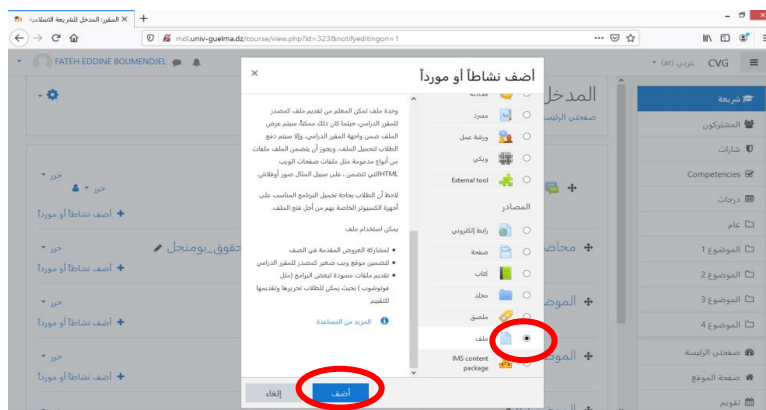 المقرر: المدخل للشريعة الاسلامية
mdl.univ-guelma.dz/course/view.php?id=323&notifyeditingon=1
FATEH EDDINE BOUMENDJEL
عربي (ar)
CVG
أضف نشاطاً أو مورداً
المدخل
صفحتي الرئيسة
شريعة
المشتركون
شارات
Competencies
درجات
عام
الموضوع 1
الموضوع 2
الموضوع 3
الموضوع 4
صفحتي الرئيسة
صفحة الموقع
تقويم
مسرد
ورشة عمل
ويكي
External tool
المصادر
رابط إلكتروني
صفحة
كتاب
مجلد
ملصق
ملف
IMS content
package
وحدة ملف تمكن المعلم من تقديم ملف كمصدر
للمقرر الدراسي. حيثما كان ذلك ممكناً، سيتم عرض
الملف ضمن واجهة المقرر الدراسي، وإلا سيتم دفع
الطلاب لتحميل الملف. ويجوز أن يتضمن الملف ملفات
من أنواع مدعومة مثل ملفات صفحات الويب
HTMLالتي تتضمن ، على سبيل المثال صور أوفلاش.
لاحظ أن الطلاب بحاجة تحميل البرنامج المناسب على
أجهزة الكمبيوتر الخاصة بهم من أجل فتح الملف.
يمكن استخدام ملف
لمشاركة العروض المقدمة في الصف
لتضمين موقع ويب صغير كمصدر للمقرر الدراسي
تقديم ملفات مسودة لبعض البرامج (مثل
فوتوشوب ) بحيث يمكن للطلاب تحريرها وتقديمها
للتقييم
المزيد من المساعدة
أضف
إلغاء
حرر
حرر
أضف نشاطاً أو مورداً
محاض
حقوق_بومنجل
حرر
أضف نشاطاً أو مورداً
الموض
حرر
أضف نشاطاً أو مورداً
الموض
حرر
أضف نشاطاً أو مورداً